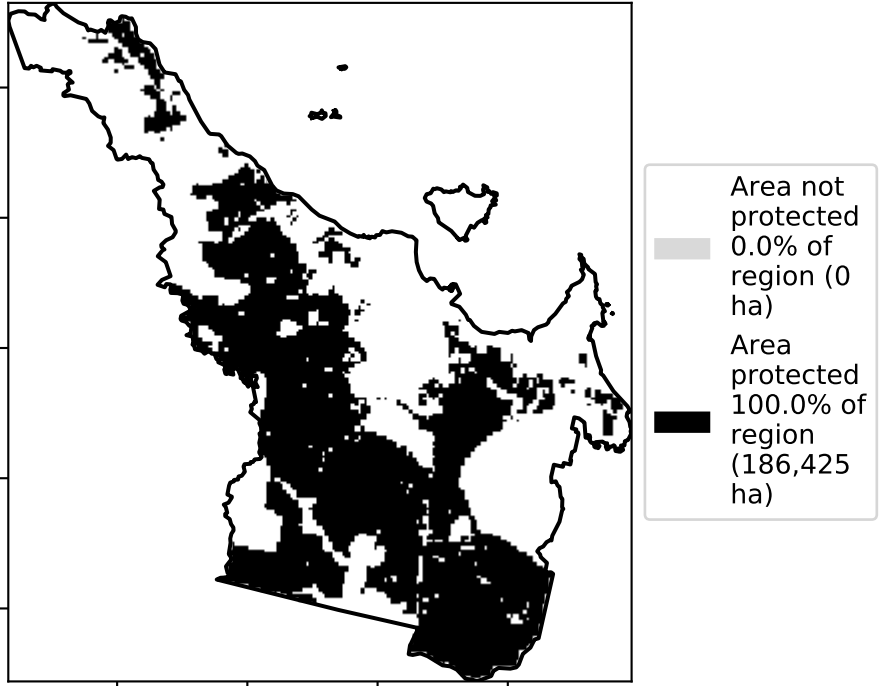 Area not
protected
0.0% of
region (0
ha)
Area
protected
100.0% of
region
(186,425
ha)